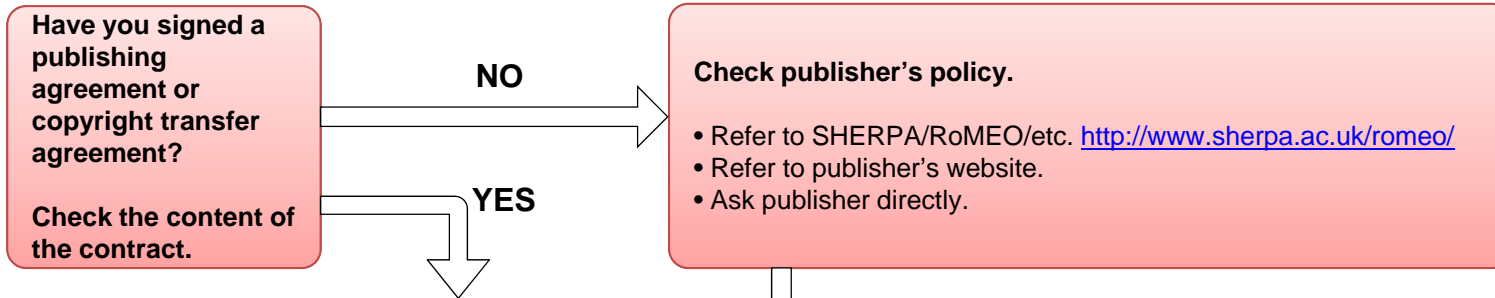 Have you signed a
publishing
agreement or
copyright transfer
agreement?
Check the content of
the contract.
NO
YES
Check publisher’s policy.
• Refer to SHERPA/RoMEO/etc. http://www.sherpa.ac.uk/romeo/
• Refer to publisher’s website.
• Ask publisher directly.